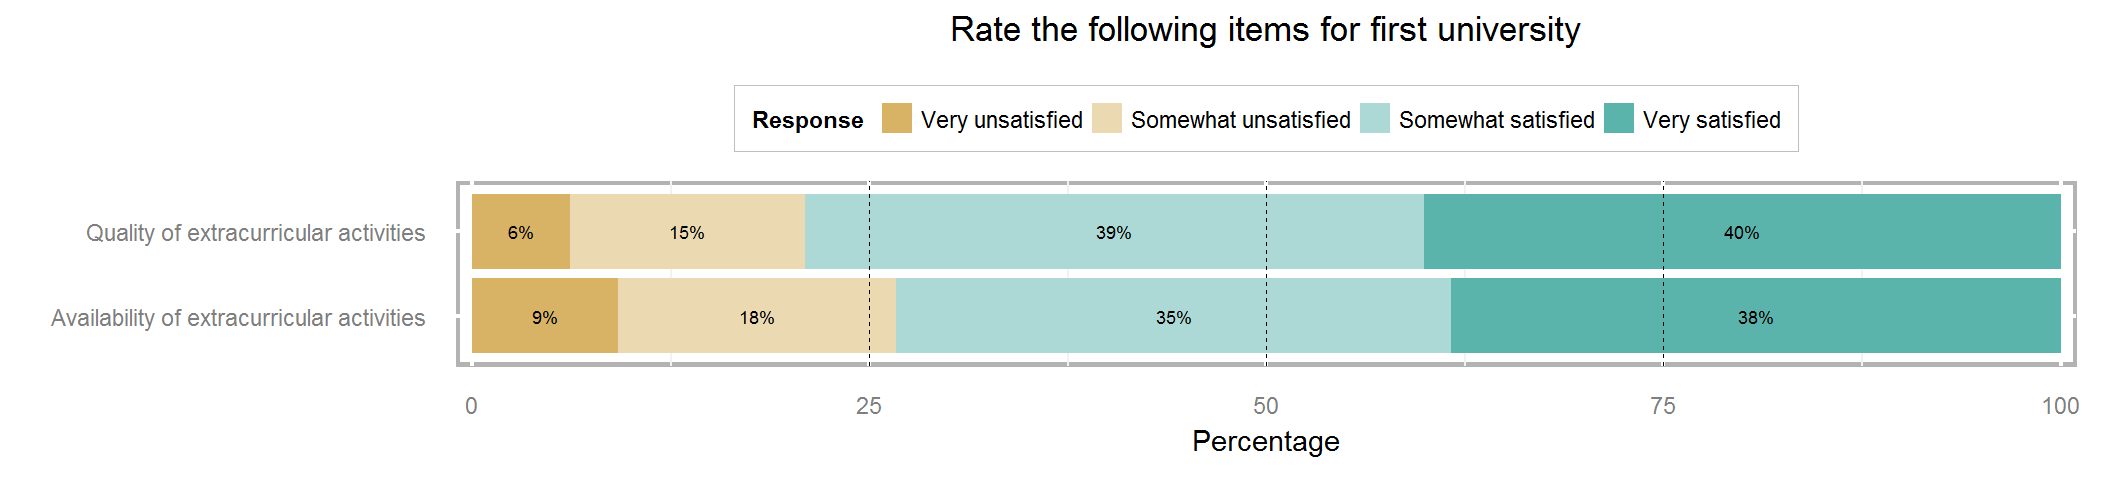 Rate the following items for first university
Response Very unsatisfied Somewhat unsatisfied Somewhat satisfied Very satisfied
Quality of extracurricular activities 6% 15% 39% 40%
Availability of extracurricular activities 9% 18% 35% 38%
0 25 50 75 100
Percentage